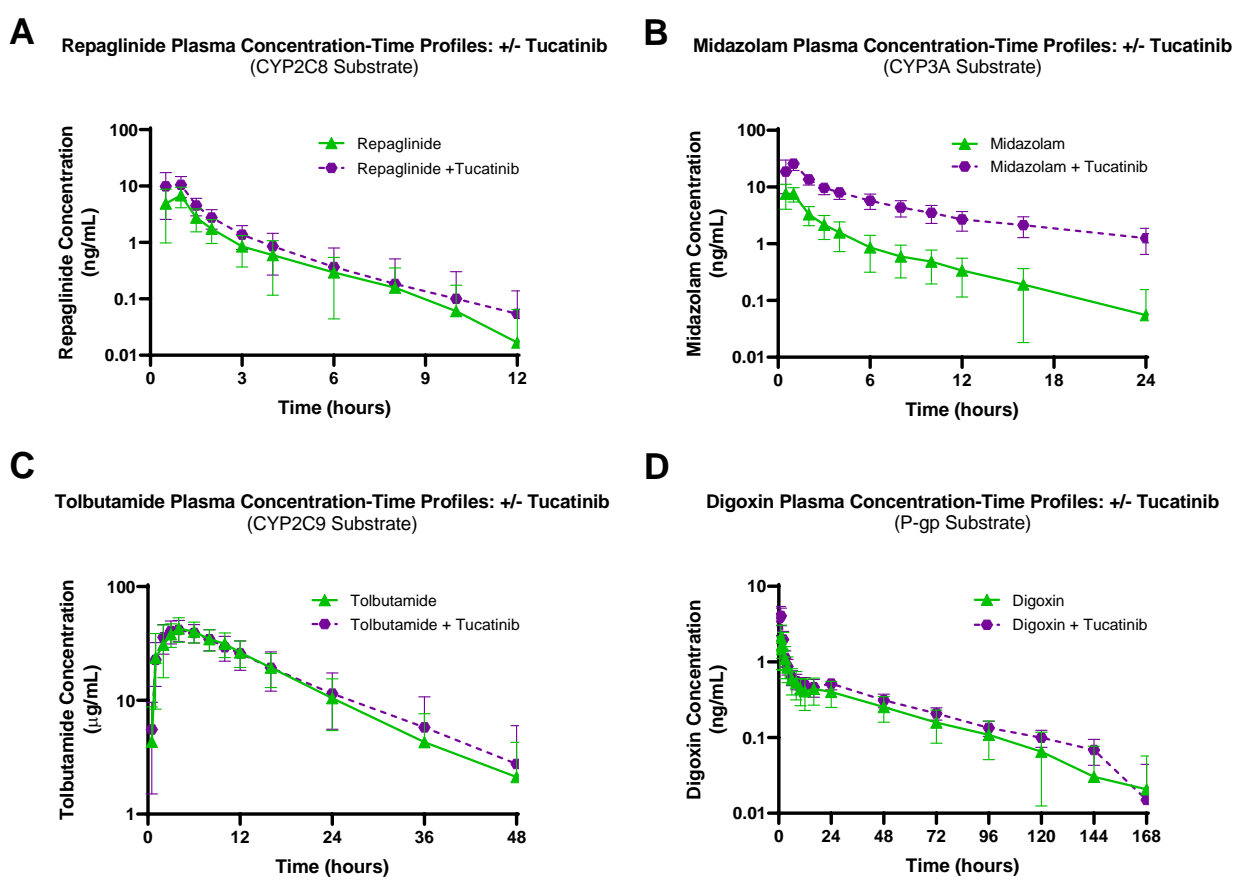 A
Repaglinide Plasma Concentration-Time Profiles: +/- Tucatinib
(CYP2C8 Substrate)
Repaglinide Concentration
(ng/mL)
100
10
1
0.1
0.01
Repaglinide
Repaglinide +Tucatinib
0 3 6 9 12
Time (hours)
B
Midazolam Plasma Concentration-Time Profiles: +/- Tucatinib
(CYP3A Substrate)
Midazolam Concentration
(ng/mL)
100
10
1
0.1
0.01
Midazolam
Midazolam + Tucatinib
0 6 12 18 24
Time (hours)
C
Tolbutamide Plasma Concentration-Time Profiles: +/- Tucatinib
(CYP2C9 Substrate)
Tolbutamide Concentration
(μg/mL)
100
10
1
Tolbutamide
Tolbutamide + Tucatinib
0 12 24 36 48
Time (hours)
D
Digoxin Plasma Concentration-Time Profiles: +/- Tucatinib
(P-gp Substrate)
Digoxin Concentration
(ng/mL)
10
1
0.1
0.01
Digoxin
Digoxin + Tucatinib
0 24 48 72 96 120 144 168
Time (hours)